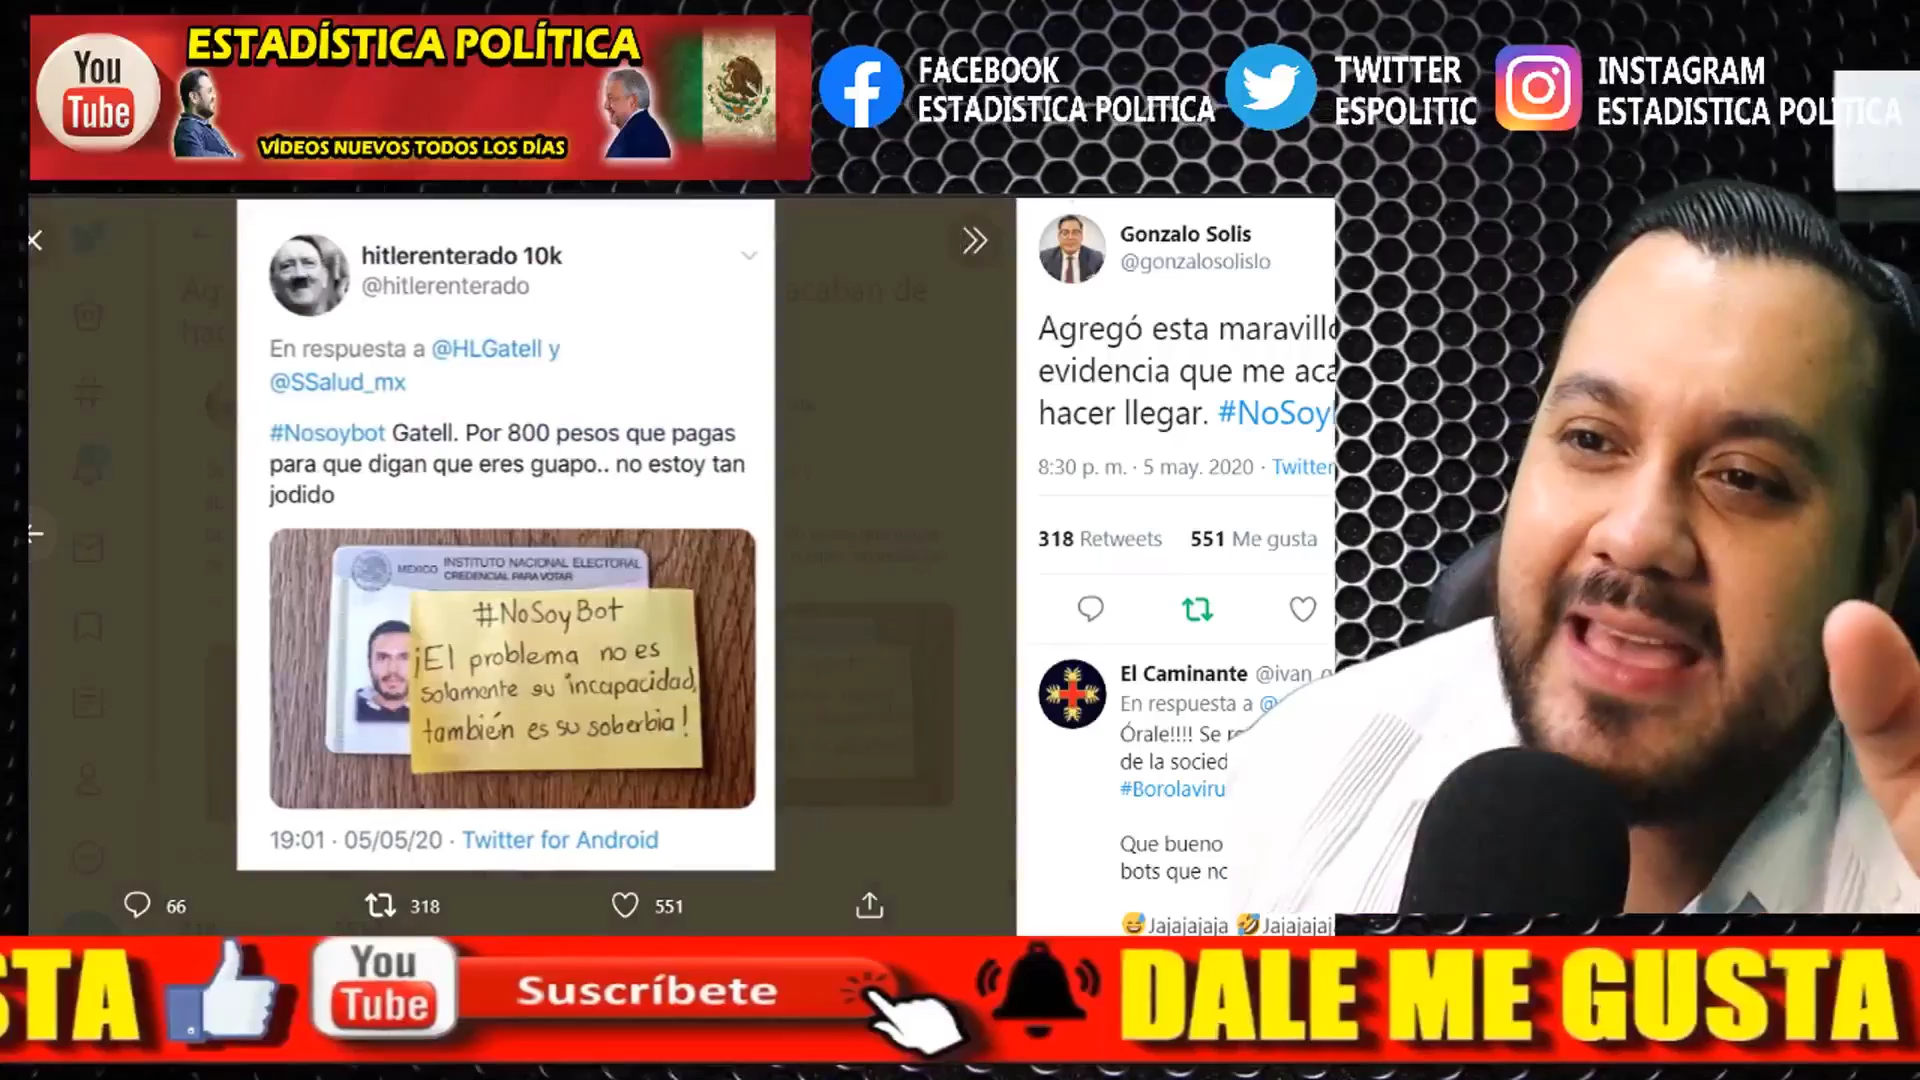 You
Tube
ESTADÍSTICA POLÍTICA
VÍDEOS NUEVOS TODOS LOS DÍAS
FACEBOOK
ESTADISTICA POLITICA
TWITTER
ESPOLITIC
INSTAGRAM
ESTADISTICA POLITICA
hitlerenterado 10k
@hitlerenterado
En respuesta a @HLGatell y
@SSalud_mx
#Nosoybot Gatell. Por 800 pesos que pagas
para que digan que eres guapo.. no estoy tan
jodido
MÉXICO INSTITUTO NACIONAL ELECTORAL
CREDENCIAL PARA VOTAR
#NoSoyBot
¡El problema no es
solamente su incapacidad,
también es su soberbia!
19:01 · 05/05/20 · Twitter for Android
66
318
551
Gonzalo Solis
@gonzalosolislo
Agregó esta maravillo
evidencia que me aca
hacer llegar. #NoSoy
8:30 p. m. · 5 may. 2020 · Twitter
318 Retweets 551 Me gusta
El Caminante @ivan_g
En respuesta a @
Órale!!!! Se
de la socied
#Borolaviru
Que bueno
bots que no
😅Jajajajaja 🤣Jajajajaj
STA
You
Tube
Suscríbete
DALE ME GUSTA